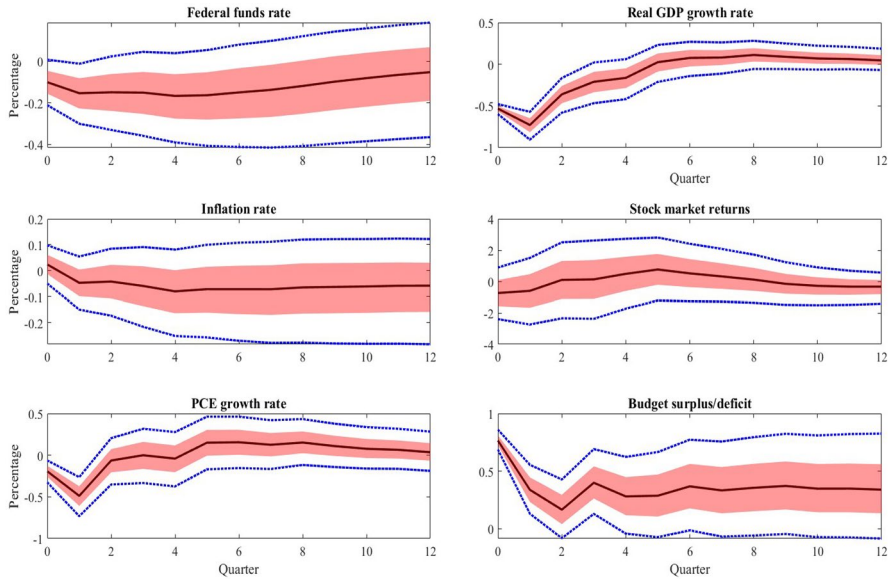 Federal funds rate
Percentage
0
-0.2
-0.4
0 2 4 6 8 10 12
Real GDP growth rate
0.5
0
-0.5
-1
0 2 4 6 8 10 12
Quarter
Inflation rate
Percentage
0.2
0.1
0
-0.1
-0.2
0 2 4 6 8 10 12
Stock market returns
4
2
0
-2
-4
0 2 4 6 8 10 12
PCE growth rate
Percentage
0.5
0
-0.5
-1
0 2 4 6 8 10 12
Quarter
Budget surplus/deficit
1
0.5
0
0 2 4 6 8 10 12
Quarter